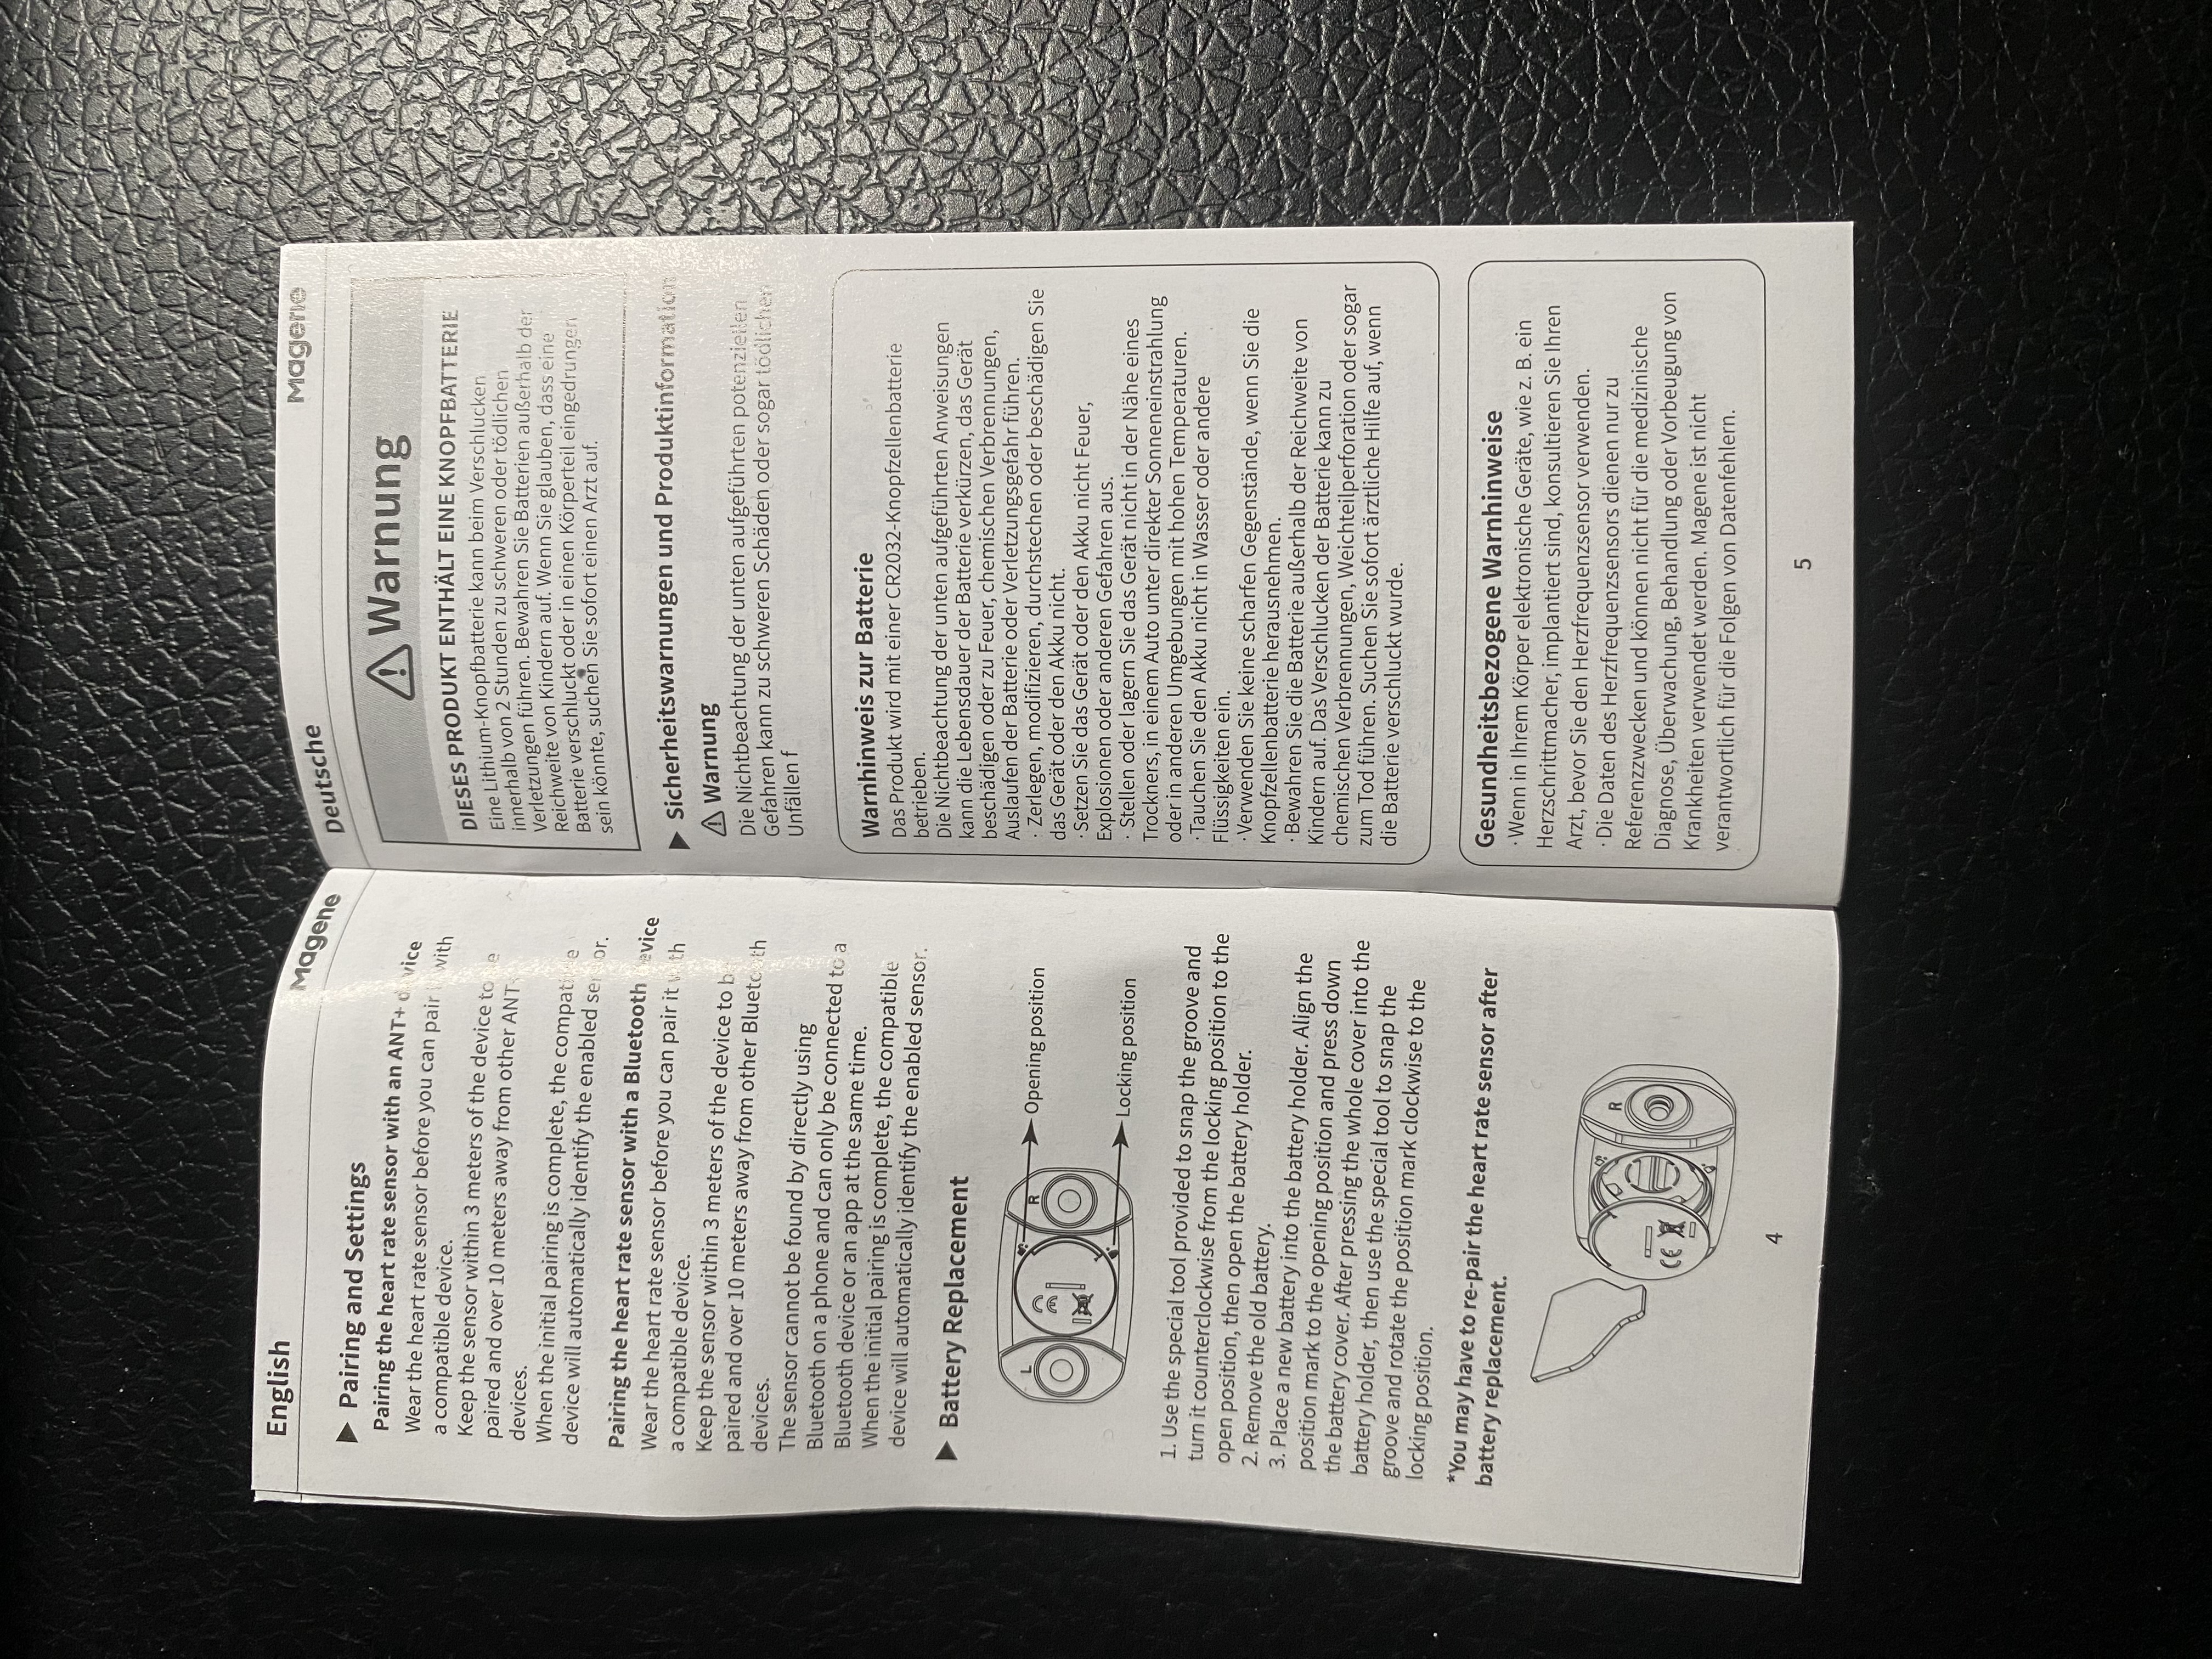 English
Magene
Pairing and Settings
Pairing the heart rate sensor with an ANT+ device
Wear the heart rate sensor before you can pair with
a compatible device.
Keep the sensor within 3 meters of the device to
paired and over 10 meters away from other ANT
devices.
When the initial pairing is complete, the compatible
device will automatically identify the enabled sensor.
Pairing the heart rate sensor with a Bluetooth device
Wear the heart rate sensor before you can pair it with
a compatible device.
Keep the sensor within 3 meters of the device to be
paired and over 10 meters away from other Bluetooth
devices.
The sensor cannot be found by directly using
Bluetooth on a phone and can only be connected to a
Bluetooth device or an app at the same time.
When the initial pairing is complete, the compatible
device will automatically identify the enabled sensor.
Battery Replacement
L
R
CE
Opening position
Locking position
1. Use the special tool provided to snap the groove and
turn it counterclockwise from the locking position to the
open position, then open the battery holder.
2. Remove the old battery.
3. Place a new battery into the battery holder. Align the
position mark to the opening position and press down
the battery cover. After pressing the whole cover into the
battery holder, then use the special tool to snap the
groove and rotate the position mark clockwise to the
locking position.
*You may have to re-pair the heart rate sensor after
battery replacement.
R
CE
4
Deutsche
Magene
Warnung
DIESES PRODUKT ENTHÄLT EINE KNOPFBATTERIE
Eine Lithium-Knopfbatterie kann beim Verschlucken
innerhalb von 2 Stunden zu schweren oder tödlichen
Verletzungen führen. Bewahren Sie Batterien außerhalb der
Reichweite von Kindern auf. Wenn Sie glauben, dass eine
Batterie verschluckt oder in einen Körperteil eingedrungen
sein könnte, suchen Sie sofort einen Arzt auf.
Sicherheitswarnungen und Produktinformation
Warnung
Die Nichtbeachtung der unten aufgeführten potenziellen
Gefahren kann zu schweren Schäden oder sogar tödlichen
Unfällen f
Warnhinweis zur Batterie
Das Produkt wird mit einer CR2032-Knopfzellenbatterie
betrieben.
Die Nichtbeachtung der unten aufgeführten Anweisungen
kann die Lebensdauer der Batterie verkürzen, das Gerät
beschädigen oder zu Feuer, chemischen Verbrennungen,
Auslaufen der Batterie oder Verletzungsgefahr führen.
· Zerlegen, modifizieren, durchstechen oder beschädigen Sie
das Gerät oder den Akku nicht.
·Setzen Sie das Gerät oder den Akku nicht Feuer,
Explosionen oder anderen Gefahren aus.
· Stellen oder lagern Sie das Gerät nicht in der Nähe eines
Trockners, in einem Auto unter direkter Sonneneinstrahlung
oder in anderen Umgebungen mit hohen Temperaturen.
·Tauchen Sie den Akku nicht in Wasser oder andere
Flüssigkeiten ein.
·Verwenden Sie keine scharfen Gegenstände, wenn Sie die
Knopfzellenbatterie herausnehmen.
·Bewahren Sie die Batterie außerhalb der Reichweite von
Kindern auf. Das Verschlucken der Batterie kann zu
chemischen Verbrennungen, Weichteilperforation oder sogar
zum Tod führen. Suchen Sie sofort ärztliche Hilfe auf, wenn
die Batterie verschluckt wurde.
Gesundheitsbezogene Warnhinweise
·Wenn in Ihrem Körper elektronische Geräte, wie z. B. ein
Herzschrittmacher, implantiert sind, konsultieren Sie Ihren
Arzt, bevor Sie den Herzfrequenzsensor verwenden.
·Die Daten des Herzfrequenzsensors dienen nur zu
Referenzzwecken und können nicht für die medizinische
Diagnose, Überwachung, Behandlung oder Vorbeugung von
Krankheiten verwendet werden. Magene ist nicht
verantwortlich für die Folgen von Datenfehlern.
5